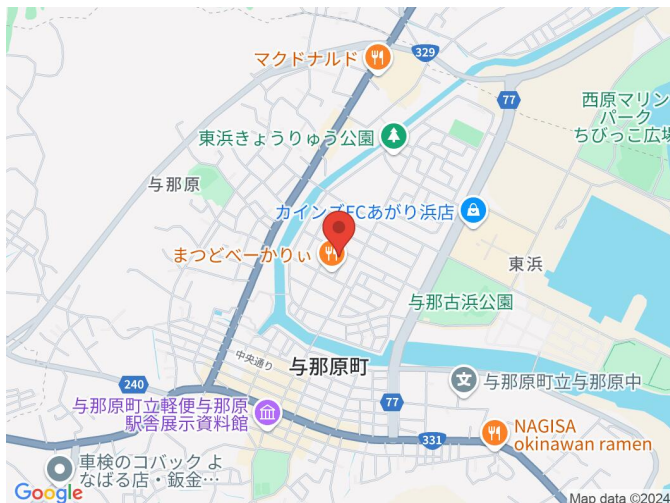 マクドナルド
329
77
西原マリン
パーク
ちびっこ広場
東浜きょうりゅう公園
与那原
カインズFCあがり浜店
まつどべーかりぃ
東浜
与那古浜公園
中央通り
与那原町
240
与那原町立与那原中
77
与那原町立軽便与那原
駅舎展示資料館
331
NAGISA
okinawan ramen
車検のコバック よ
なばる店・鈑金…
Google
Map data ©2024